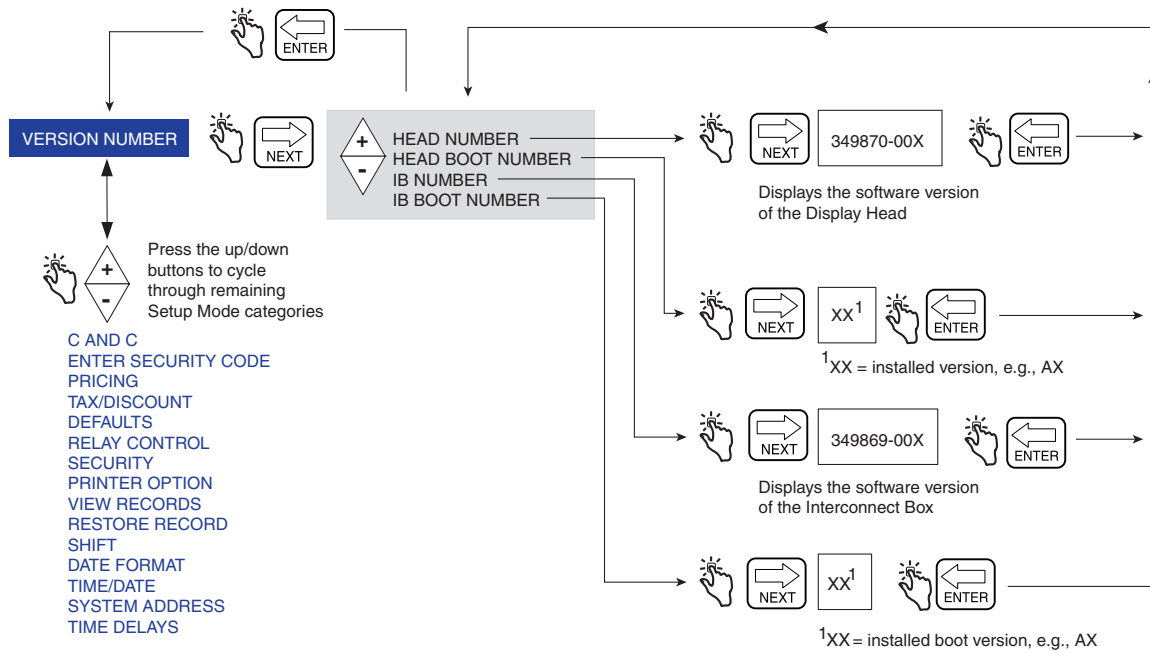 ENTER
VERSION NUMBER
NEXT
+
-
HEAD NUMBER
HEAD BOOT NUMBER
IB NUMBER
IB BOOT NUMBER
NEXT
349870-00X
ENTER
Displays the software version
of the Display Head
+
-
Press the up/down
buttons to cycle
through remaining
Setup Mode categories
C AND C
ENTER SECURITY CODE
PRICING
TAX/DISCOUNT
DEFAULTS
RELAY CONTROL
SECURITY
PRINTER OPTION
VIEW RECORDS
RESTORE RECORD
SHIFT
DATE FORMAT
TIME/DATE
SYSTEM ADDRESS
TIME DELAYS
NEXT
XX1
ENTER
1XX = installed version, e.g., AX
NEXT
349869-00X
ENTER
Displays the software version
of the Interconnect Box
NEXT
XX1
ENTER
1XX = installed boot version, e.g., AX